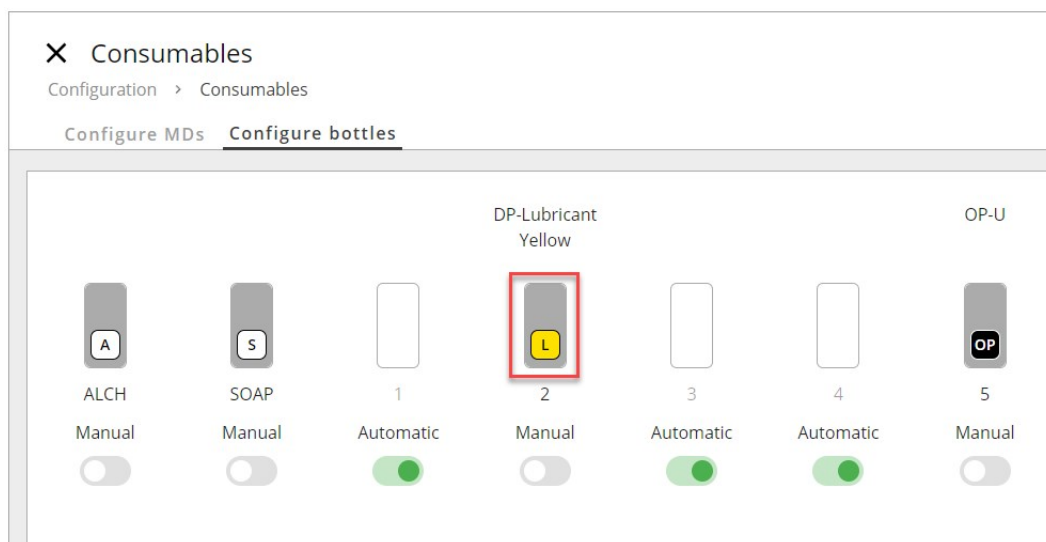 Consumables
Configuration > Consumables
Configure MDs Configure bottles
DP-Lubricant
Yellow
OP-U
A S L OP
ALCH SOAP 1 2 3 4 5
Manual Manual Automatic Manual Automatic Automatic Manual